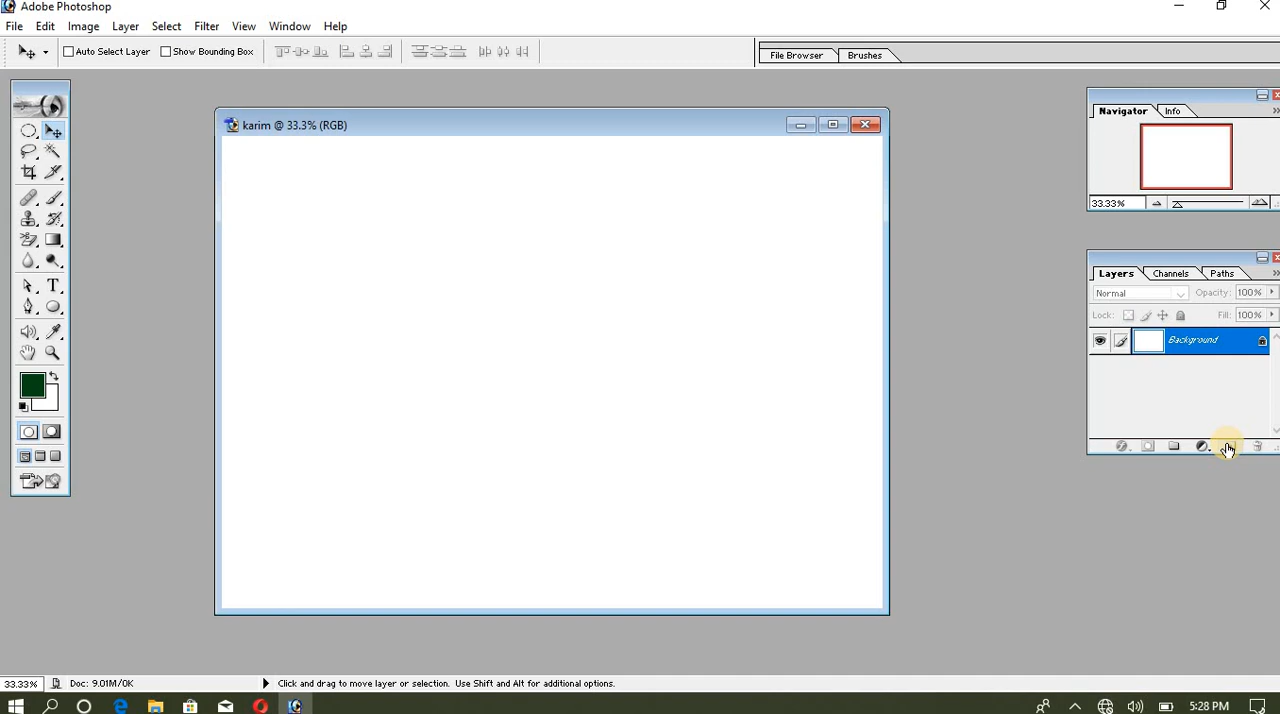 Adobe Photoshop
File Edit Image Layer Select Filter View Window Help
Auto Select Layer Show Bounding Box File Browser Brushes
karim @ 33.3% (RGB)
Navigator Info
33.33%
Layers Channels Paths
Normal Opacity: 100%
Lock: Fill: 100%
Background
T
33.33% Doc: 9.01M/0K Click and drag to move layer or selection. Use Shift and Alt for additional options.
5:28 PM